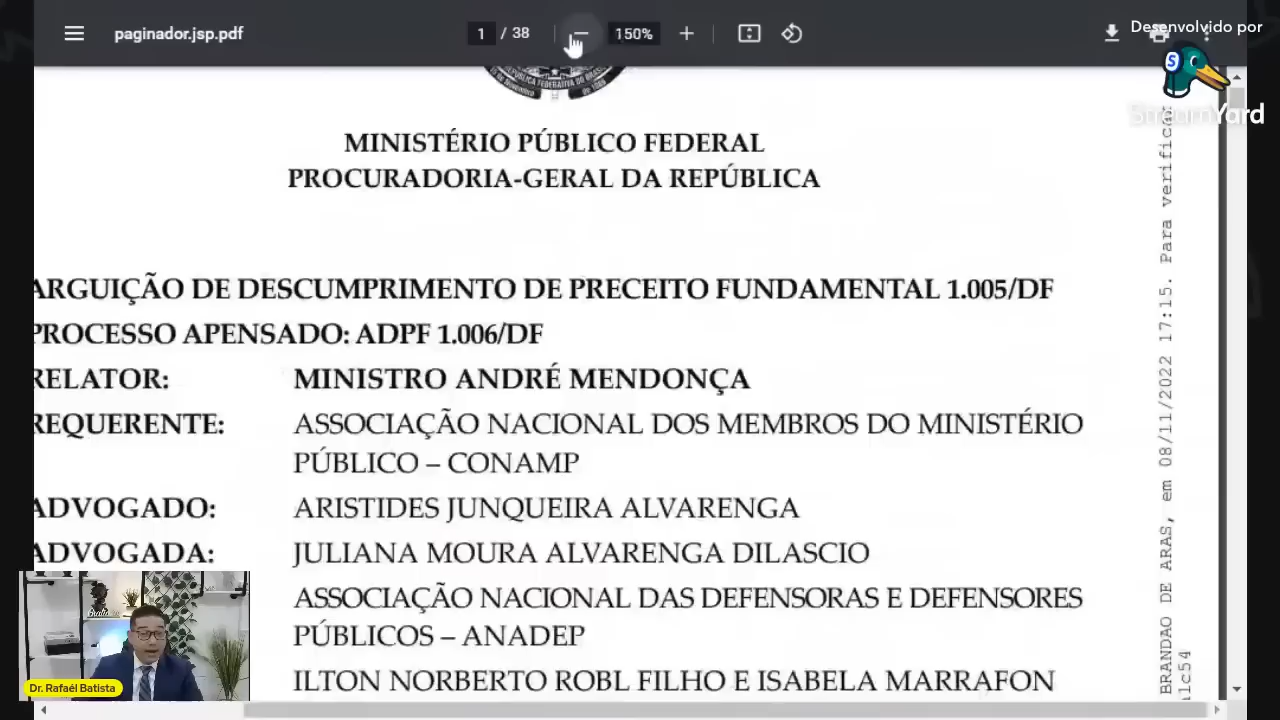 paginador.jsp.pdf
1 / 38
150%
Desenvolvido por
StreamYard
MINISTÉRIO PÚBLICO FEDERAL
PROCURADORIA-GERAL DA REPÚBLICA
ARGUIÇÃO DE DESCUMPRIMENTO DE PRECEITO FUNDAMENTAL 1.005/DF
PROCESSO APENSADO: ADPF 1.006/DF
RELATOR: MINISTRO ANDRÉ MENDONÇA
REQUERENTE: ASSOCIAÇÃO NACIONAL DOS MEMBROS DO MINISTÉRIO
PÚBLICO – CONAMP
ADVOGADO: ARISTIDES JUNQUEIRA ALVARENGA
ADVOGADA: JULIANA MOURA ALVARENGA DILASCIO
ASSOCIAÇÃO NACIONAL DAS DEFENSORAS E DEFENSORES
PÚBLICOS – ANADEP
ILTON NORBERTO ROBL FILHO E ISABELA MARRAFON
BRANDAO DE ARAS, em 08/11/2022 17:15. Para verificar
Dr. Rafaél Batista